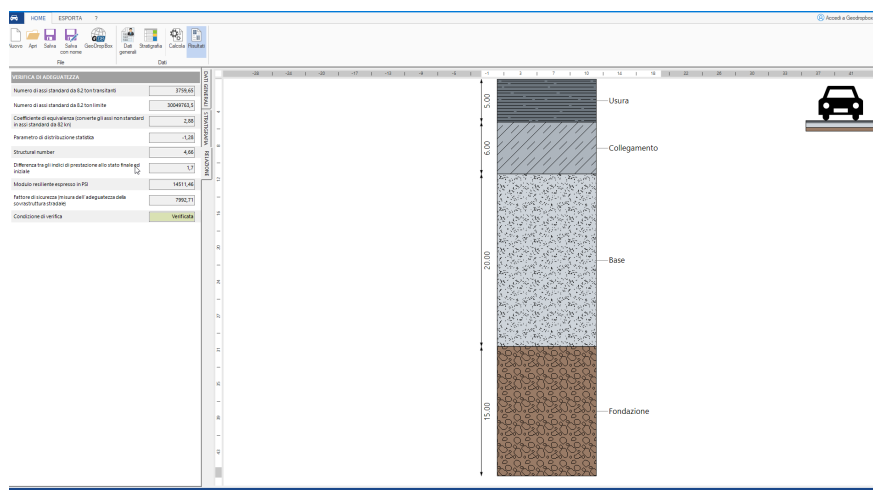 HOME ESPORTA ?
Accedi a Geodropbox
Nuovo Apri Salva Salva con nome GeoDropBox Dati generali Stratigrafia Calcola Risultati
File Dati
VERIFICA DI ADEGUATEZZA
Numero di assi standard da 8.2 ton transitanti 3759,65
Numero di assi standard da 8.2 ton limite 30049763,5
Coefficiente di equivalenza (converte gli assi non standard
in assi standard da 82 kn) 2,88
Parametro di distribuzione statistica -1,28
Structural number 4,66
Differenza tra gli indici di prestazione allo stato finale ed
iniziale 1,7
Modulo resiliente espresso in PSI 14511,46
Fattore di sicurezza (misura dell'adeguatezza della
sovrastruttura stradale) 7992,71
Condizione di verifica Verificata
DATI GENERALI
STRATIGRAFIA
RELAZIONE
5.00 Usura
6.00 Collegamento
20.00 Base
15.00 Fondazione